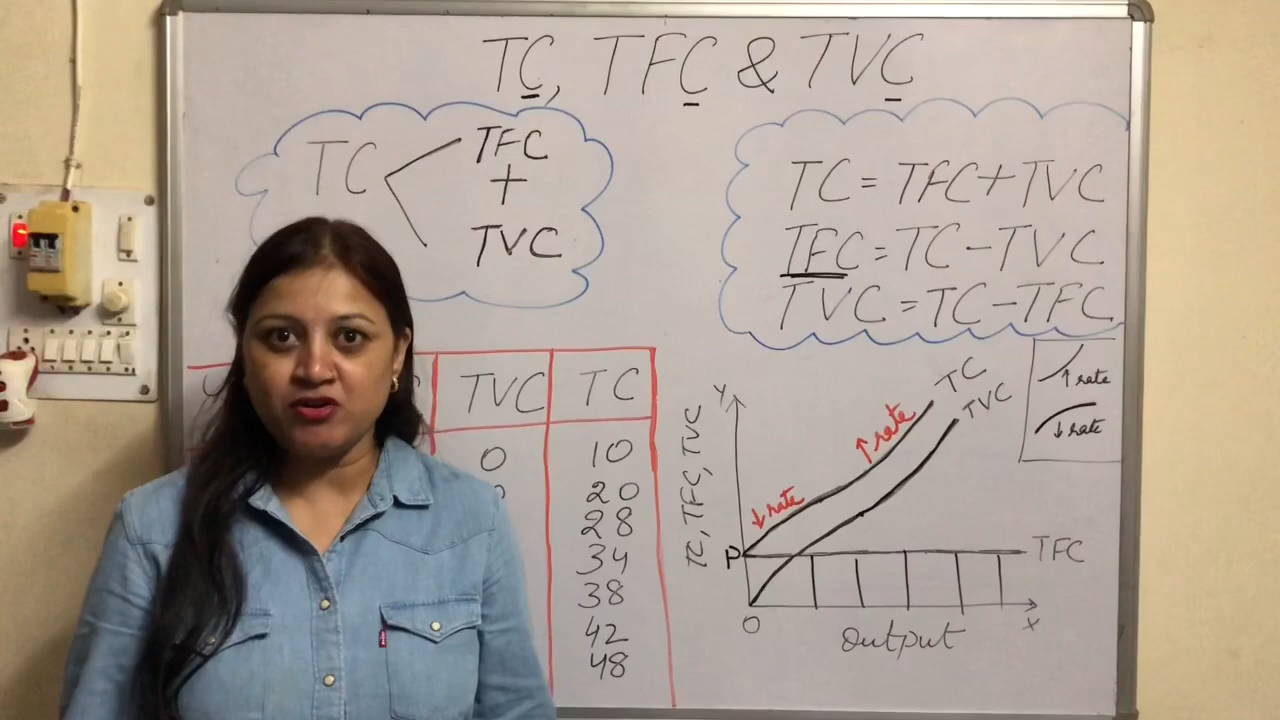 TC, TFC & TVC
TC
TFC
+
TVC
TC = TFC + TVC
TFC = TC - TVC
TVC = TC - TFC
TVC TC
0 10
20
28
34
38
42
48
Y
TC, TFC, TVC
↓ rate
↑ rate
TC
TVC
↑ rate
↓ rate
P
TFC
O
X
Output